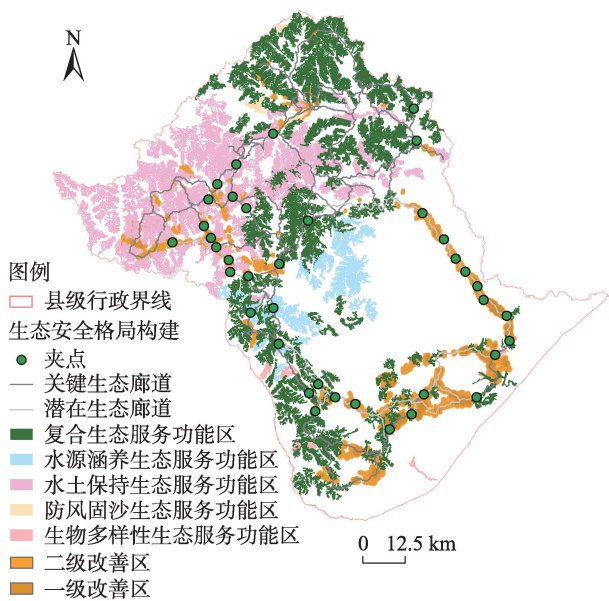 N
图例
县级行政界线
生态安全格局构建
夹点
关键生态廊道
潜在生态廊道
复合生态服务功能区
水源涵养生态服务功能区
水土保持生态服务功能区
防风固沙生态服务功能区
生物多样性生态服务功能区
二级改善区
一级改善区
0 12.5 km